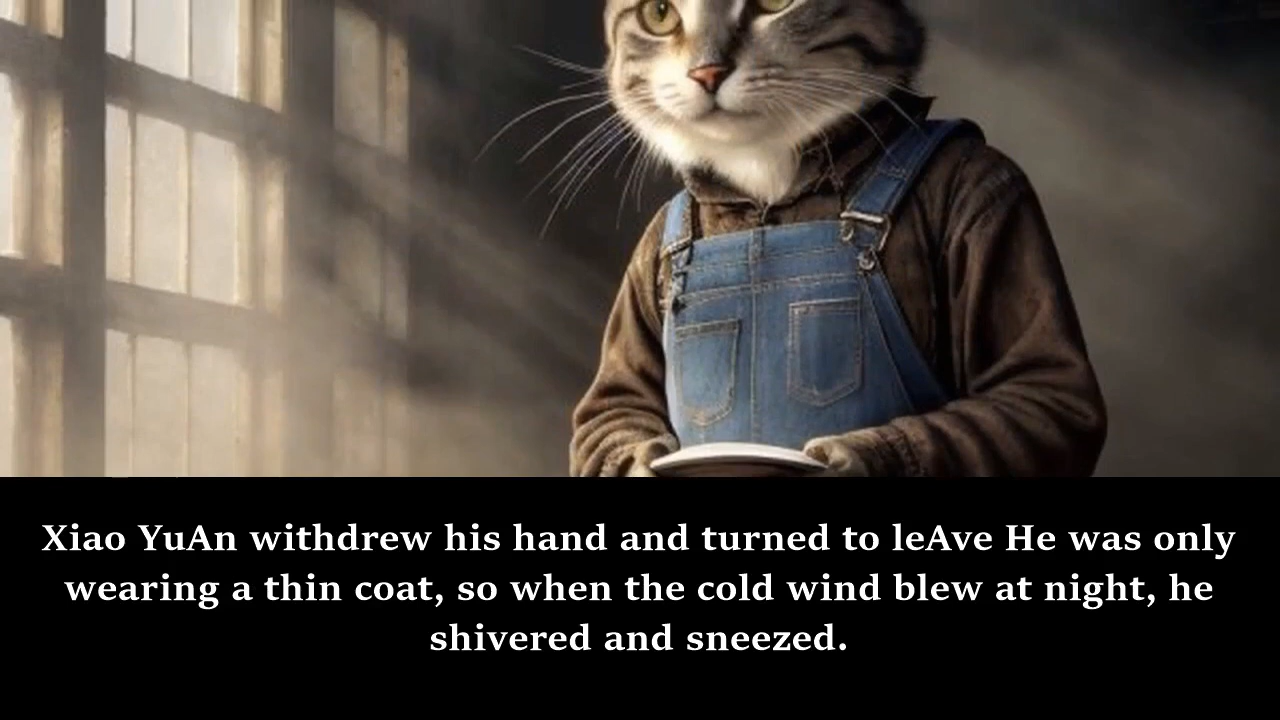 Xiao YuAn withdrew his hand and turned to leAve He was only
wearing a thin coat, so when the cold wind blew at night, he
shivered and sneezed.